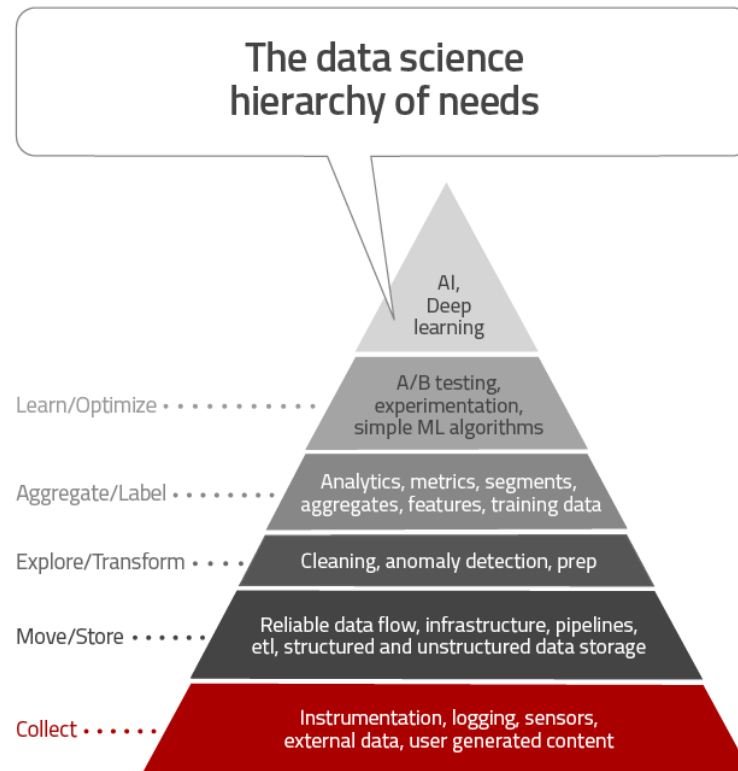 The data science
hierarchy of needs
AI,
Deep
learning
Learn/Optimize
A/B testing,
experimentation,
simple ML algorithms
Aggregate/Label
Analytics, metrics, segments,
aggregates, features, training data
Explore/Transform
Cleaning, anomaly detection, prep
Move/Store
Reliable data flow, infrastructure, pipelines,
etl, structured and unstructured data storage
Collect
Instrumentation, logging, sensors,
external data, user generated content